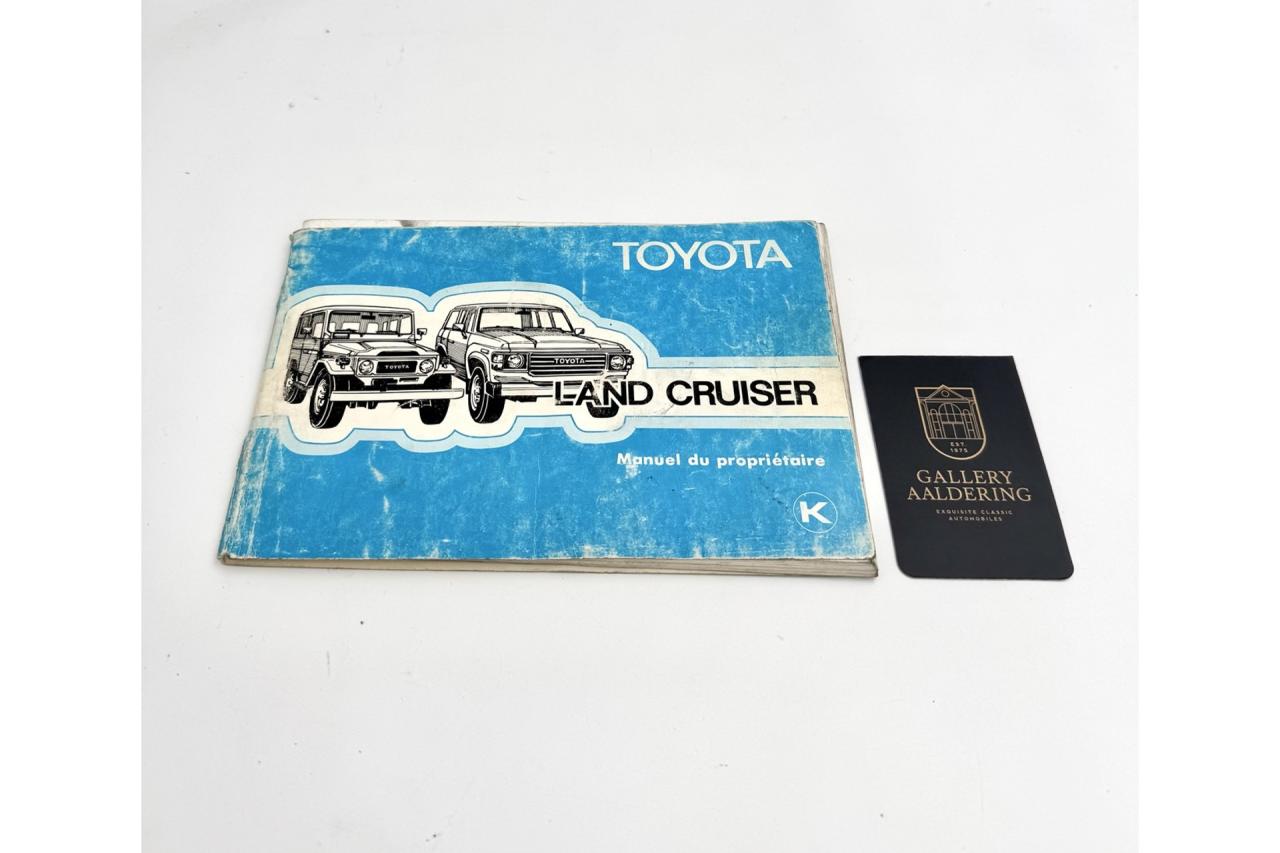 TOYOTA
TOYOTA
TOYOTA
LAND CRUISER
Manuel du propriétaire
K
EST.
1975
GALLERY
AALDERING
EXQUISITE CLASSIC
AUTOMOBILES